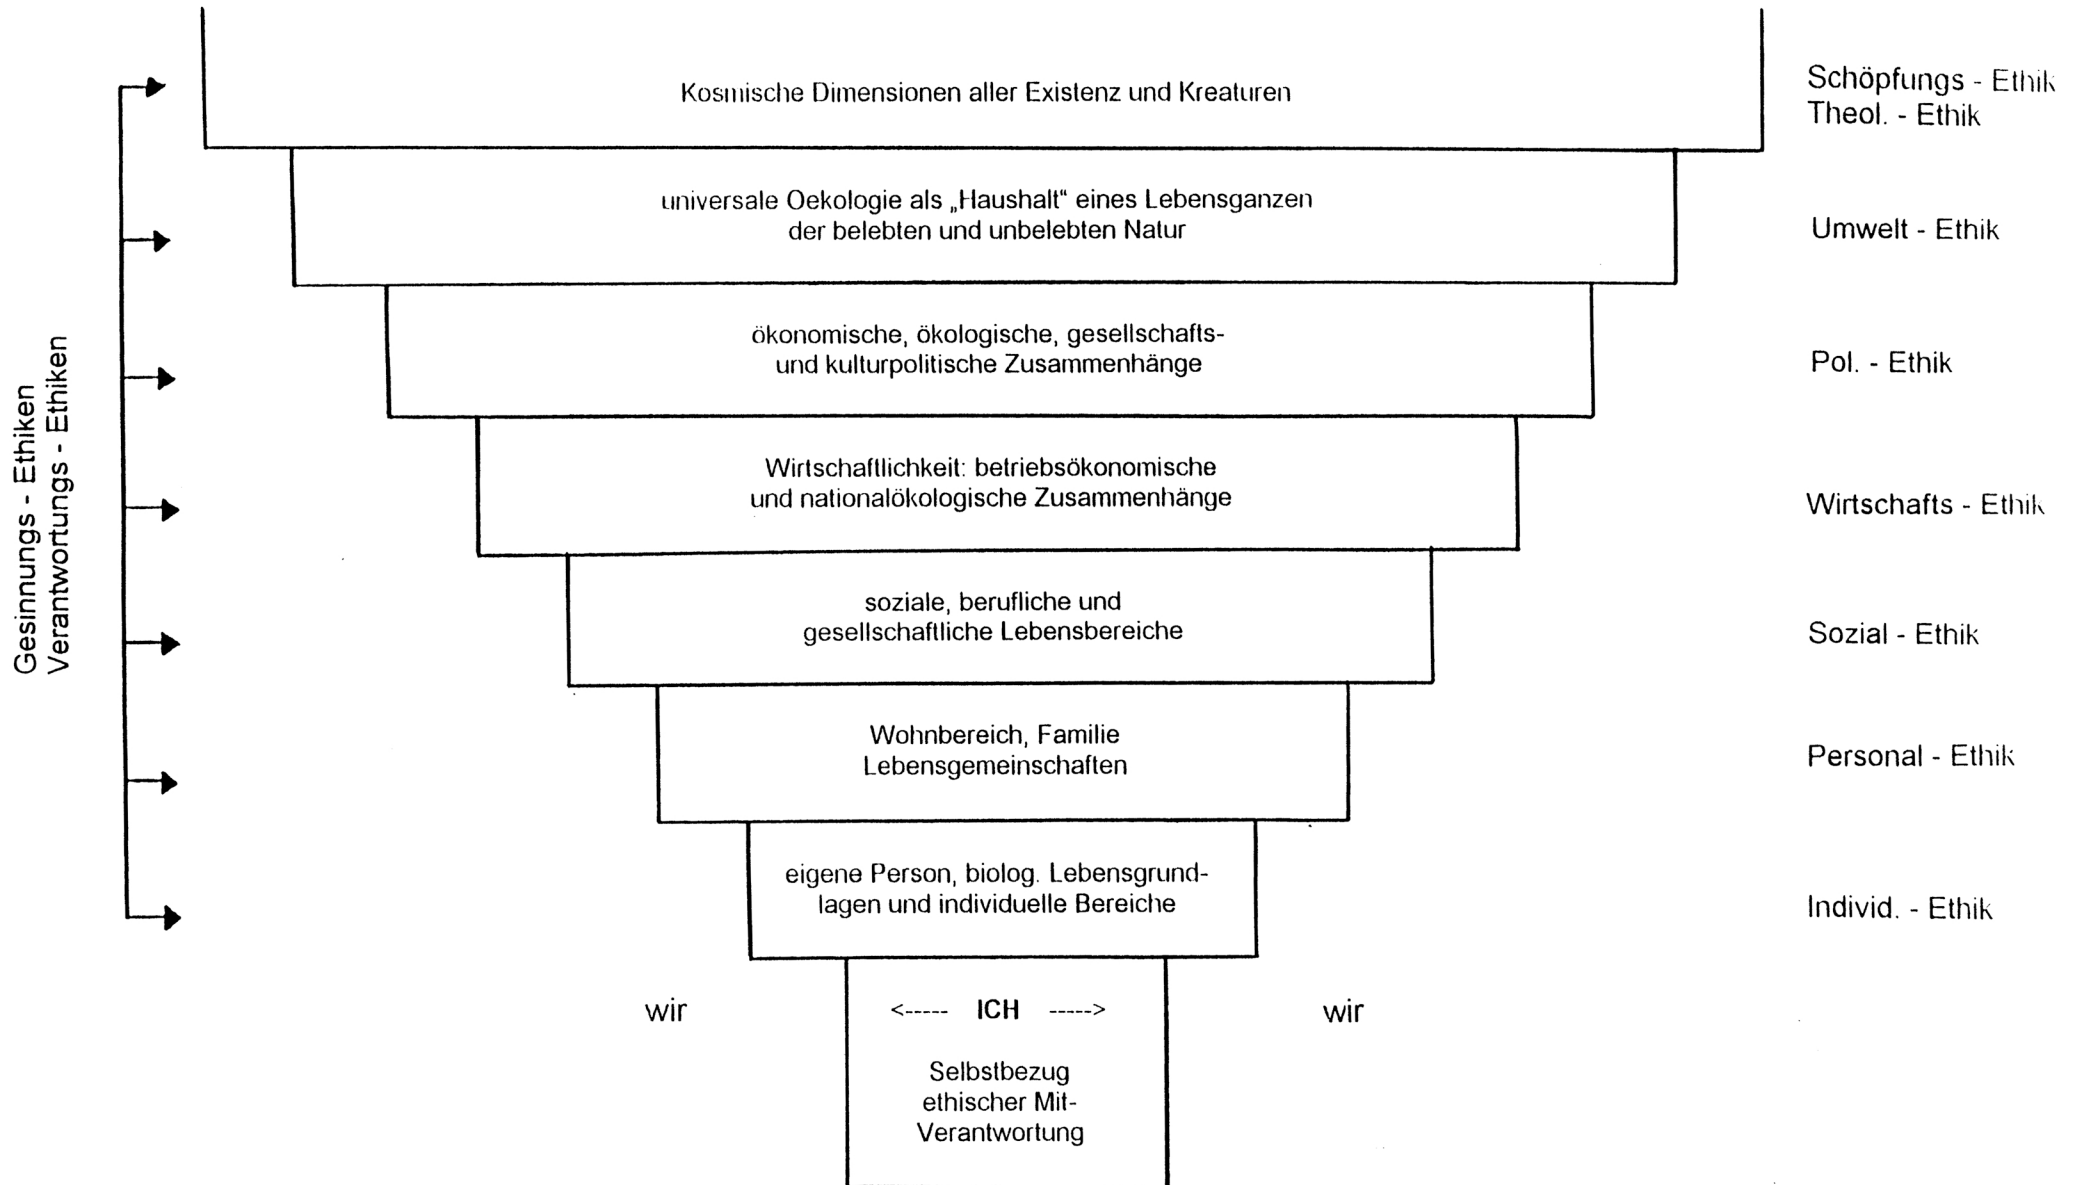 Kosmische Dimensionen aller Existenz und Kreaturen
Schöpfungs - Ethik
Theol. - Ethik
universale Oekologie als „Haushalt“ eines Lebensganzen
der belebten und unbelebten Natur
Umwelt - Ethik
ökonomische, ökologische, gesellschafts-
und kulturpolitische Zusammenhänge
Pol. - Ethik
Gesinnungs - Ethiken
Verantwortungs - Ethiken
Wirtschaftlichkeit: betriebsökonomische
und nationalökologische Zusammenhänge
Wirtschafts - Ethik
soziale, berufliche und
gesellschaftliche Lebensbereiche
Sozial - Ethik
Wohnbereich, Familie
Lebensgemeinschaften
Personal - Ethik
eigene Person, biolog. Lebensgrund-
lagen und individuelle Bereiche
Individ. - Ethik
wir <----- ICH -----> wir
Selbstbezug
ethischer Mit-
Verantwortung